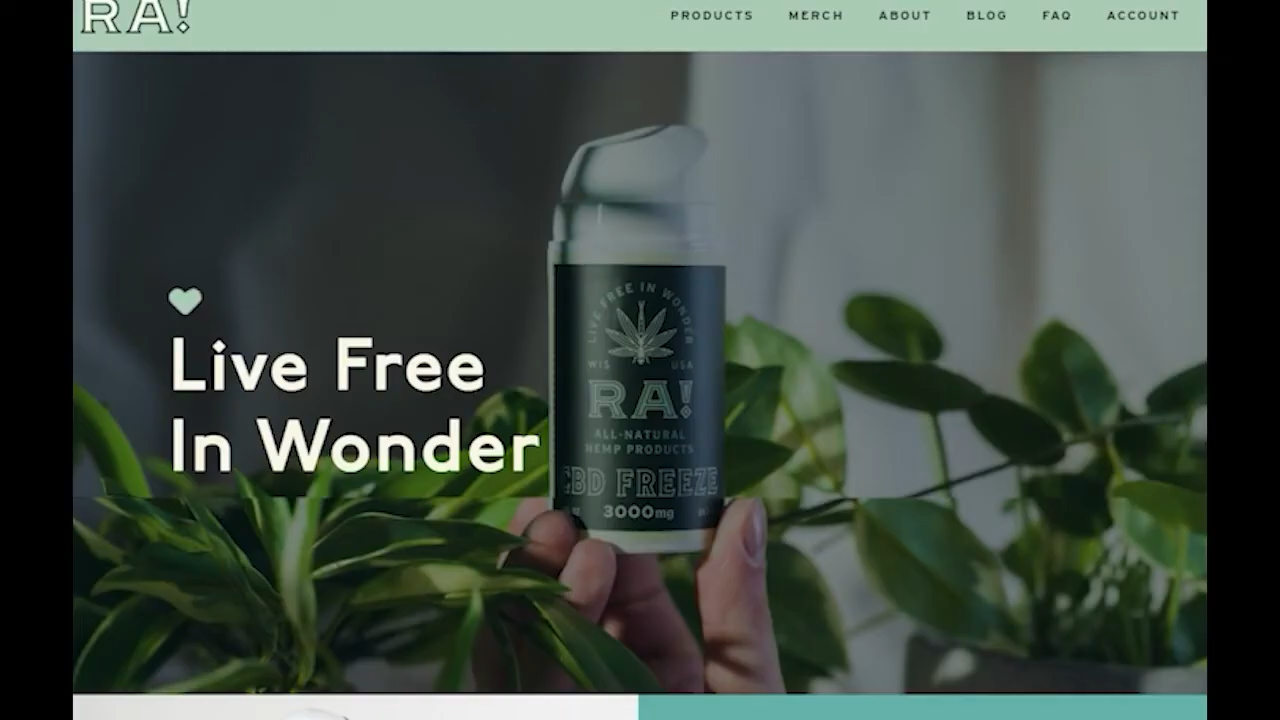 RA!
PRODUCTS MERCH ABOUT BLOG FAQ ACCOUNT
Live Free
In Wonder
LIVE FREE IN WONDER
WIS USA
RA!
ALL-NATURAL
HEMP PRODUCTS
CBD FREEZE
3000mg